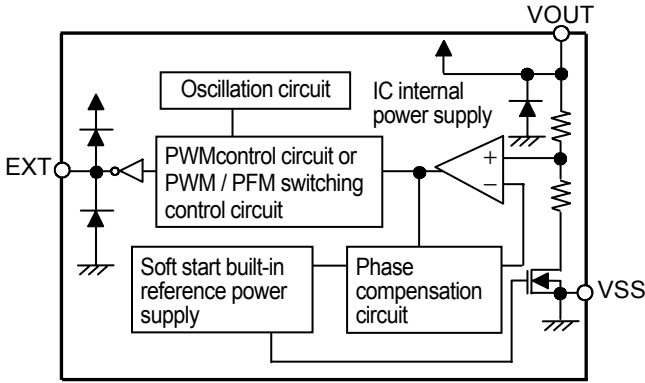 VOUT
Oscillation circuit
IC internal
power supply
EXT
PWMcontrol circuit or
PWM / PFM switching
control circuit
+
−
Soft start built-in
reference power
supply
Phase
compensation
circuit
VSS